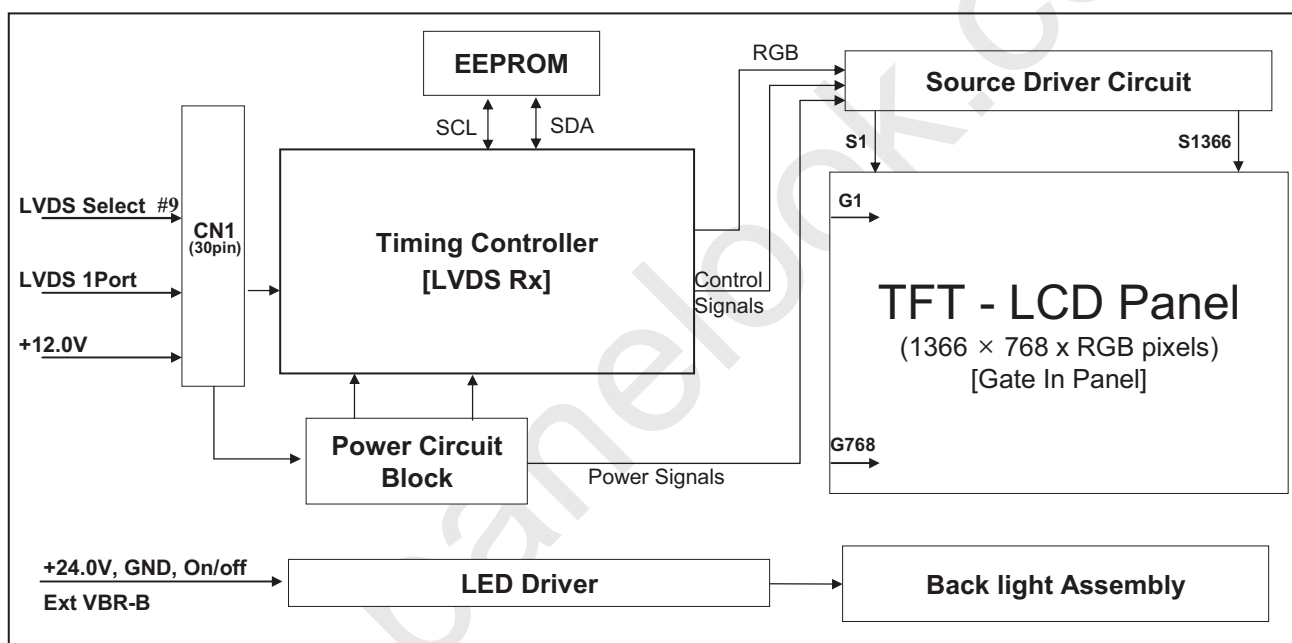 EEPROM
RGB
Source Driver Circuit
SCL
SDA
S1
S1366
LVDS Select #9
CN1
(30pin)
G1
Timing Controller
[LVDS Rx]
LVDS 1Port
Control
Signals
TFT - LCD Panel
(1366 × 768 x RGB pixels)
[Gate In Panel]
+12.0V
G768
Power Circuit
Block
Power Signals
+24.0V, GND, On/off
Ext VBR-B
LED Driver
Back light Assembly
panelook.co